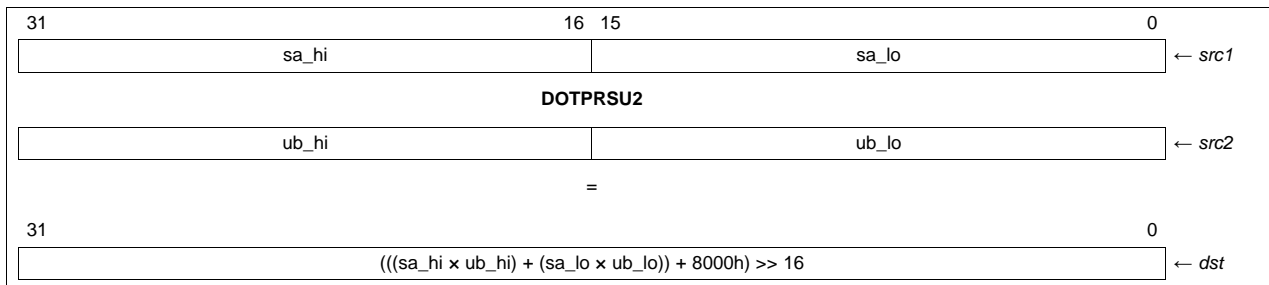 31 16 15 0
sa_hi sa_lo ← src1
DOTPRSU2
ub_hi ub_lo ← src2
=
31 0
(((sa_hi × ub_hi) + (sa_lo × ub_lo)) + 8000h) >> 16 ← dst